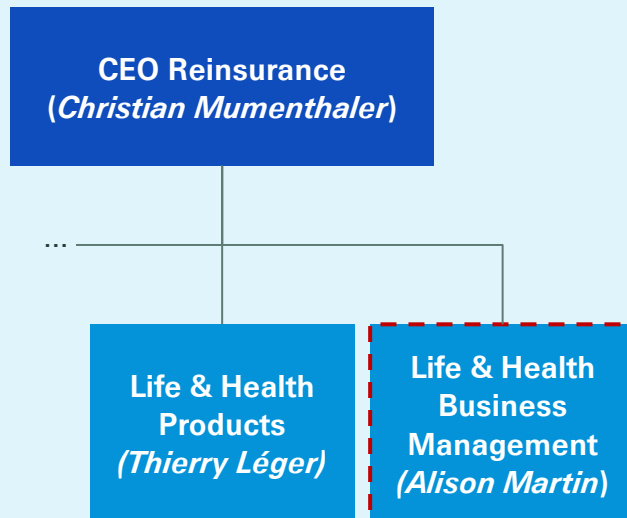 CEO Reinsurance
(Christian Mumenthaler)
...
Life & Health
Products
(Thierry Léger)
Life & Health
Business
Management
(Alison Martin)